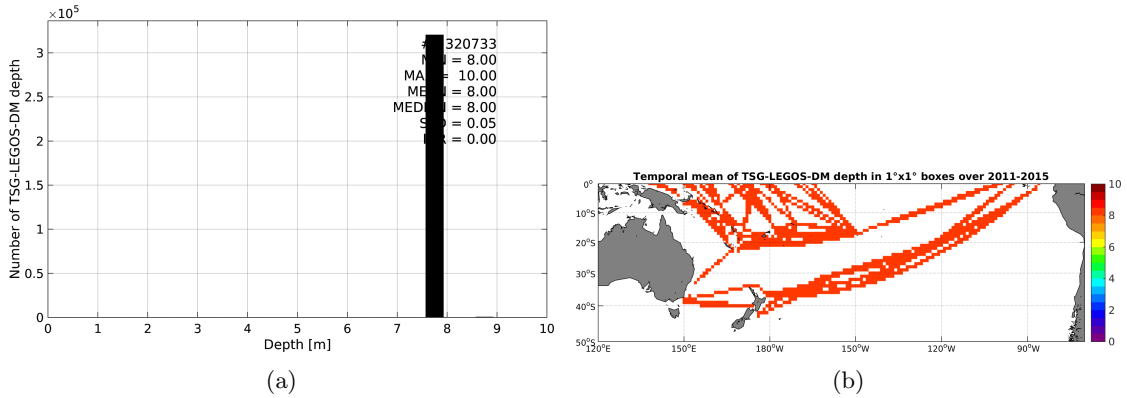 ×10⁵
3
2.5
2
1.5
1
0.5
0
Number of TSG-LEGOS-DM depth
320733
= 8.00
= 10.00
= 8.00
= 8.00
= 0.05
= 0.00
0 1 2 3 4 5 6 7 8 9 10
Depth [m]
(a)
Temporal mean of TSG-LEGOS-DM depth in 1°x1° boxes over 2011-2015
0°
10°S
20°S
30°S
40°S
50°S
120°E 150°E 180°W 150°W 120°W 90°W
10
8
6
4
2
0
(b)